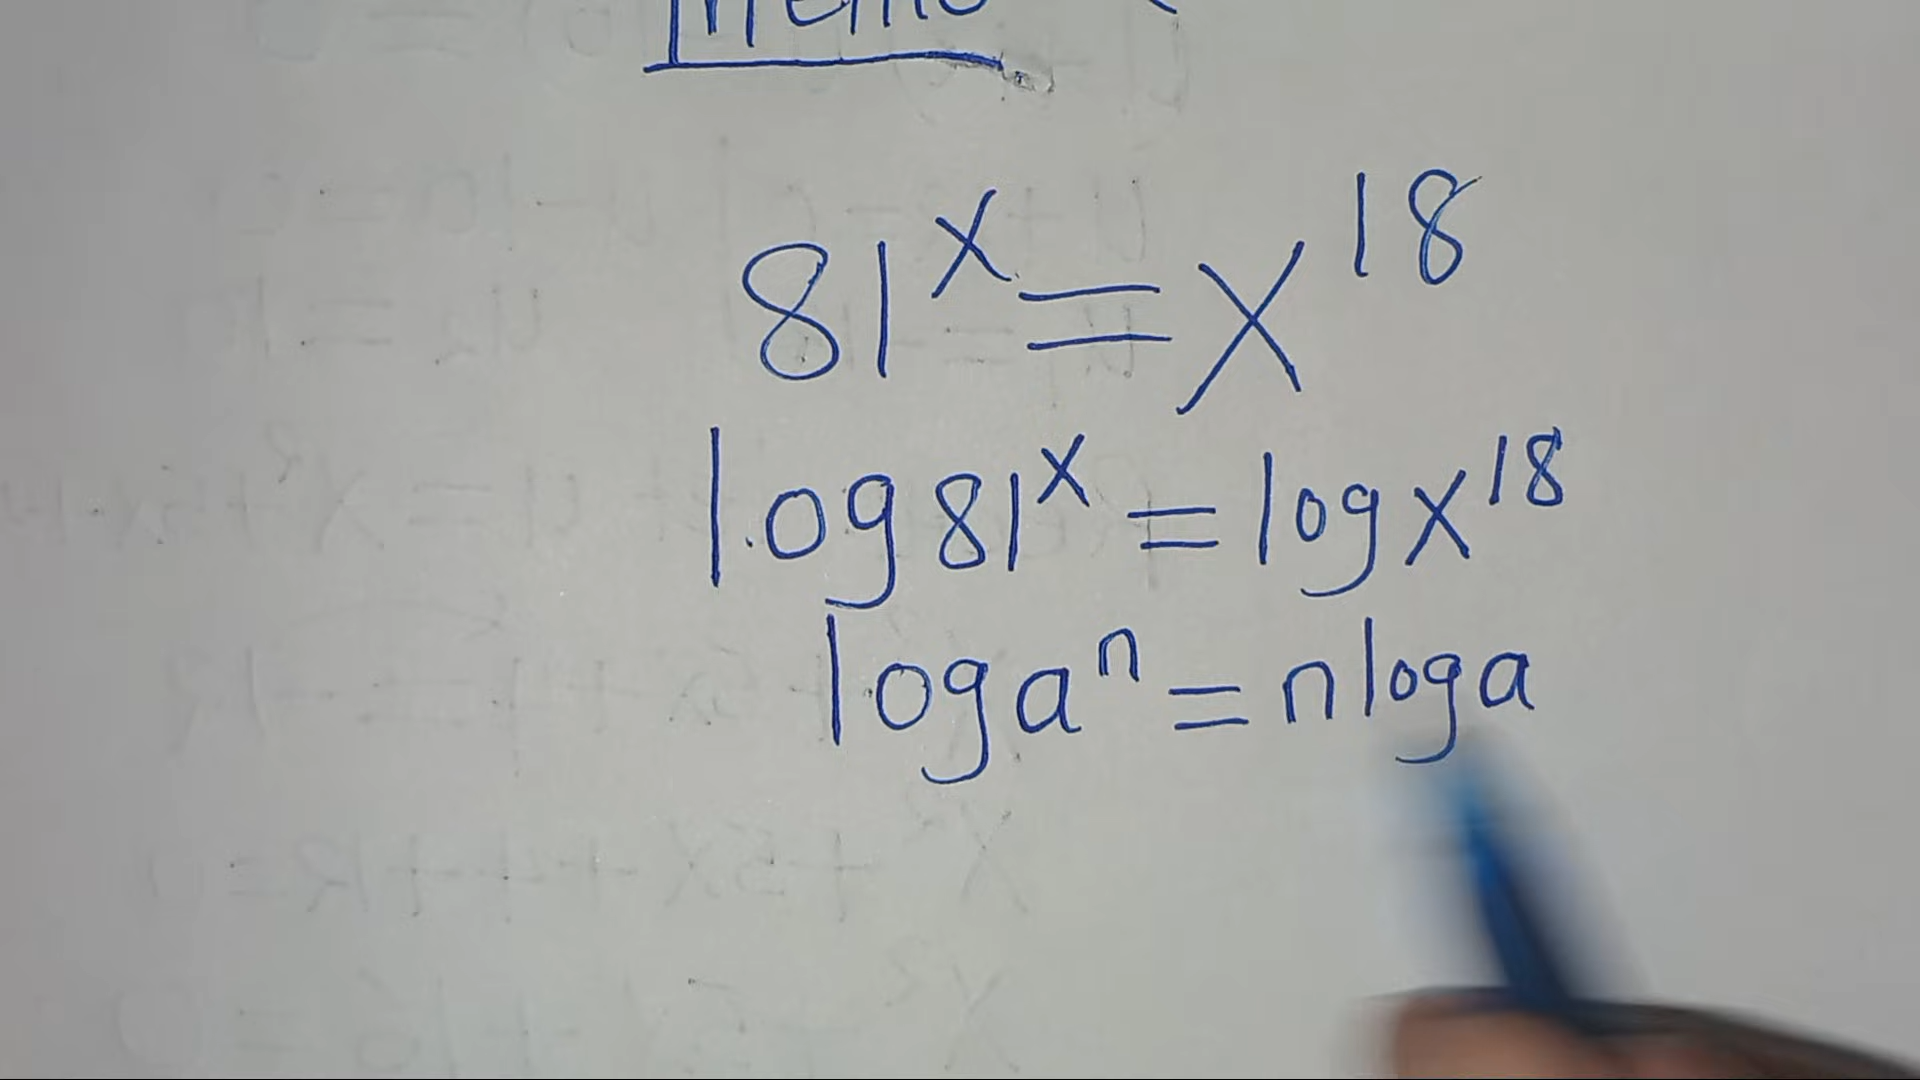 81^x = x^18
log 81^x = log x^18
log a^n = n log a